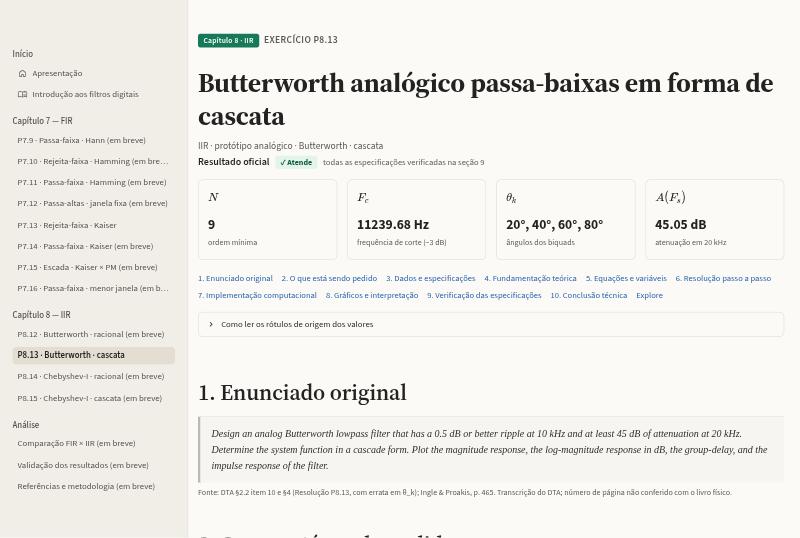 Início
Apresentação
Introdução aos filtros digitais
Capítulo 7 — FIR
P7.9 · Passa-faixa · Hann (em breve)
P7.10 · Rejeita-faixa · Hamming (em bre…
P7.11 · Passa-faixa · Hamming (em breve)
P7.12 · Passa-altas · janela fixa (em breve)
P7.13 · Rejeita-faixa · Kaiser
P7.14 · Passa-faixa · Kaiser (em breve)
P7.15 · Escada · Kaiser × PM (em breve)
P7.16 · Passa-faixa · menor janela (em b…
Capítulo 8 — IIR
P8.12 · Butterworth · racional (em breve)
P8.13 · Butterworth · cascata
P8.14 · Chebyshev-I · racional (em breve)
P8.15 · Chebyshev-I · cascata (em breve)
Análise
Comparação FIR × IIR (em breve)
Validação dos resultados (em breve)
Referências e metodologia (em breve)
Capítulo 8 · IIR EXERCÍCIO P8.13
Butterworth analógico passa-baixas em forma de
cascata
IIR · protótipo analógico · Butterworth · cascata
Resultado oficial ✓ Atende todas as especificações verificadas na seção 9
N
9
ordem mínima
F_c
11239.68 Hz
frequência de corte (−3 dB)
θ_k
20°, 40°, 60°, 80°
ângulos dos biquads
A(F_s)
45.05 dB
atenuação em 20 kHz
1. Enunciado original 2. O que está sendo pedido 3. Dados e especificações 4. Fundamentação teórica 5. Equações e variáveis 6. Resolução passo a passo
7. Implementação computacional 8. Gráficos e interpretação 9. Verificação das especificações 10. Conclusão técnica Explore
Como ler os rótulos de origem dos valores
1. Enunciado original
Design an analog Butterworth lowpass filter that has a 0.5 dB or better ripple at 10 kHz and at least 45 dB of attenuation at 20 kHz.
Determine the system function in a cascade form. Plot the magnitude response, the log-magnitude response in dB, the group-delay, and the
impulse response of the filter.
Fonte: DTA §2.2 item 10 e §4 (Resolução P8.13, com errata em θ_k); Ingle & Proakis, p. 465. Transcrição do DTA; número de página não conferido com o livro físico.